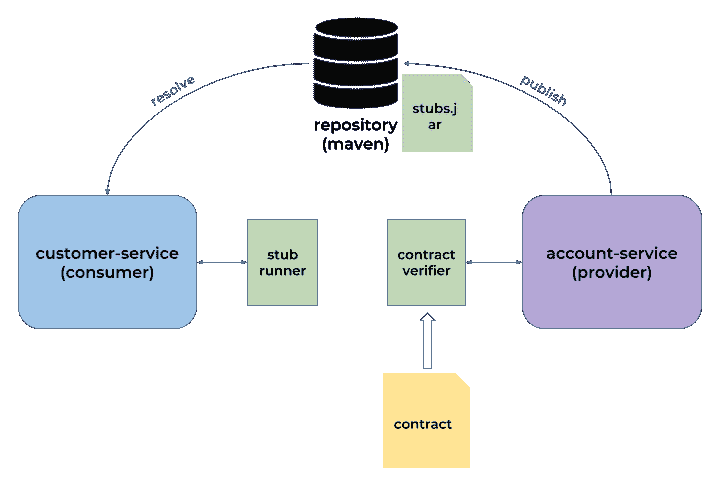 resolve
publish
stubs.j
ar
repository
(maven)
customer-service
(consumer)
stub
runner
contract
verifier
account-service
(provider)
contract